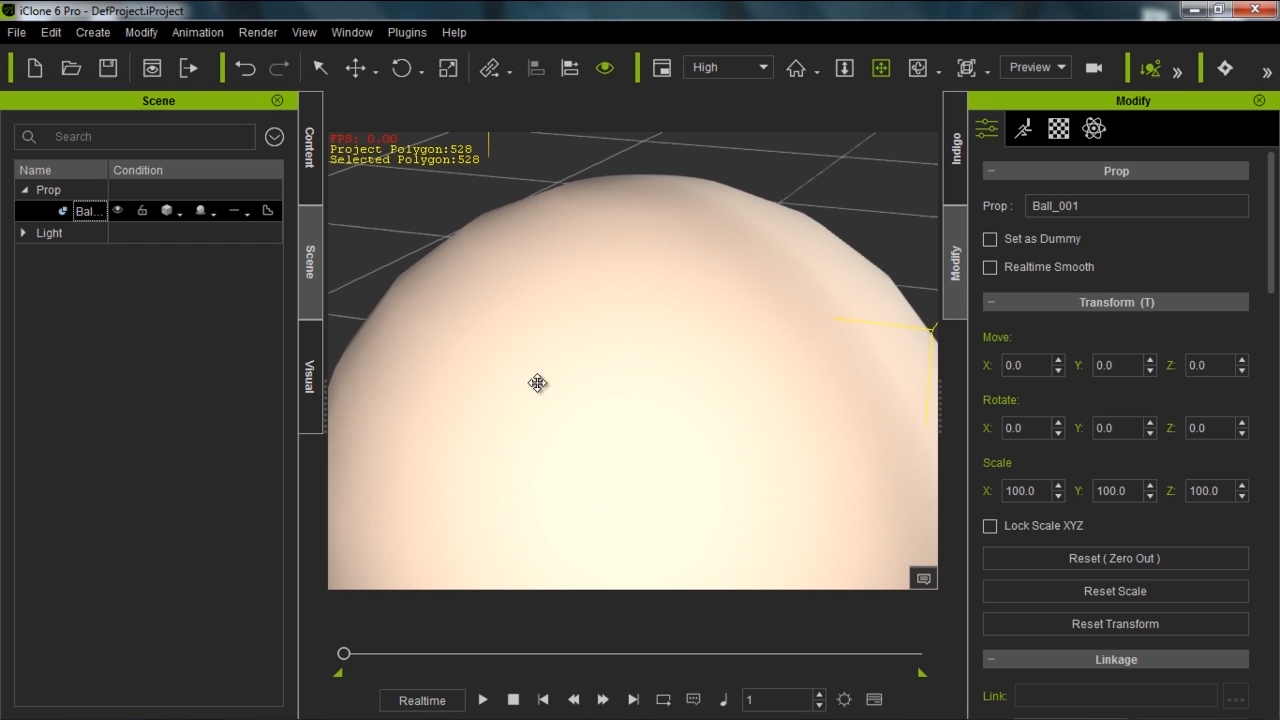 iClone 6 Pro - DefProject.iProject
File Edit Create Modify Animation Render View Window Plugins Help
High
Preview
Scene
Search
Name Condition
Prop
Bal...
Light
Content
Scene
Visual
FPS: 0.00
Project Polygon:528
Selected Polygon:528
Realtime
1
Indigo
Modify
Modify
Prop
Prop : Ball_001
Set as Dummy
Realtime Smooth
Transform (T)
Move:
X: 0.0 Y: 0.0 Z: 0.0
Rotate:
X: 0.0 Y: 0.0 Z: 0.0
Scale
X: 100.0 Y: 100.0 Z: 100.0
Lock Scale XYZ
Reset ( Zero Out )
Reset Scale
Reset Transform
Linkage
Link:
...